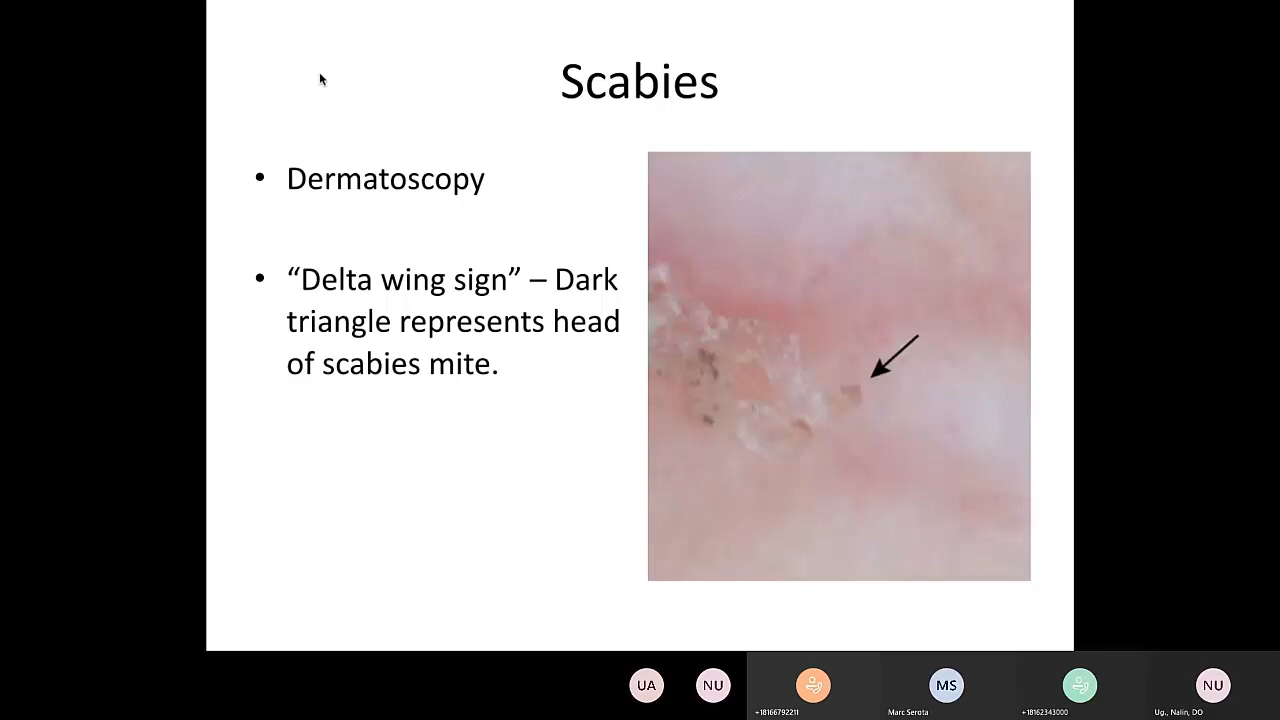 Scabies
• Dermatoscopy
• “Delta wing sign” – Dark
triangle represents head
of scabies mite.
UA
NU
MS
NU
+18166792211
Marc Serota
+18162343000
Ug., Nalin, DO